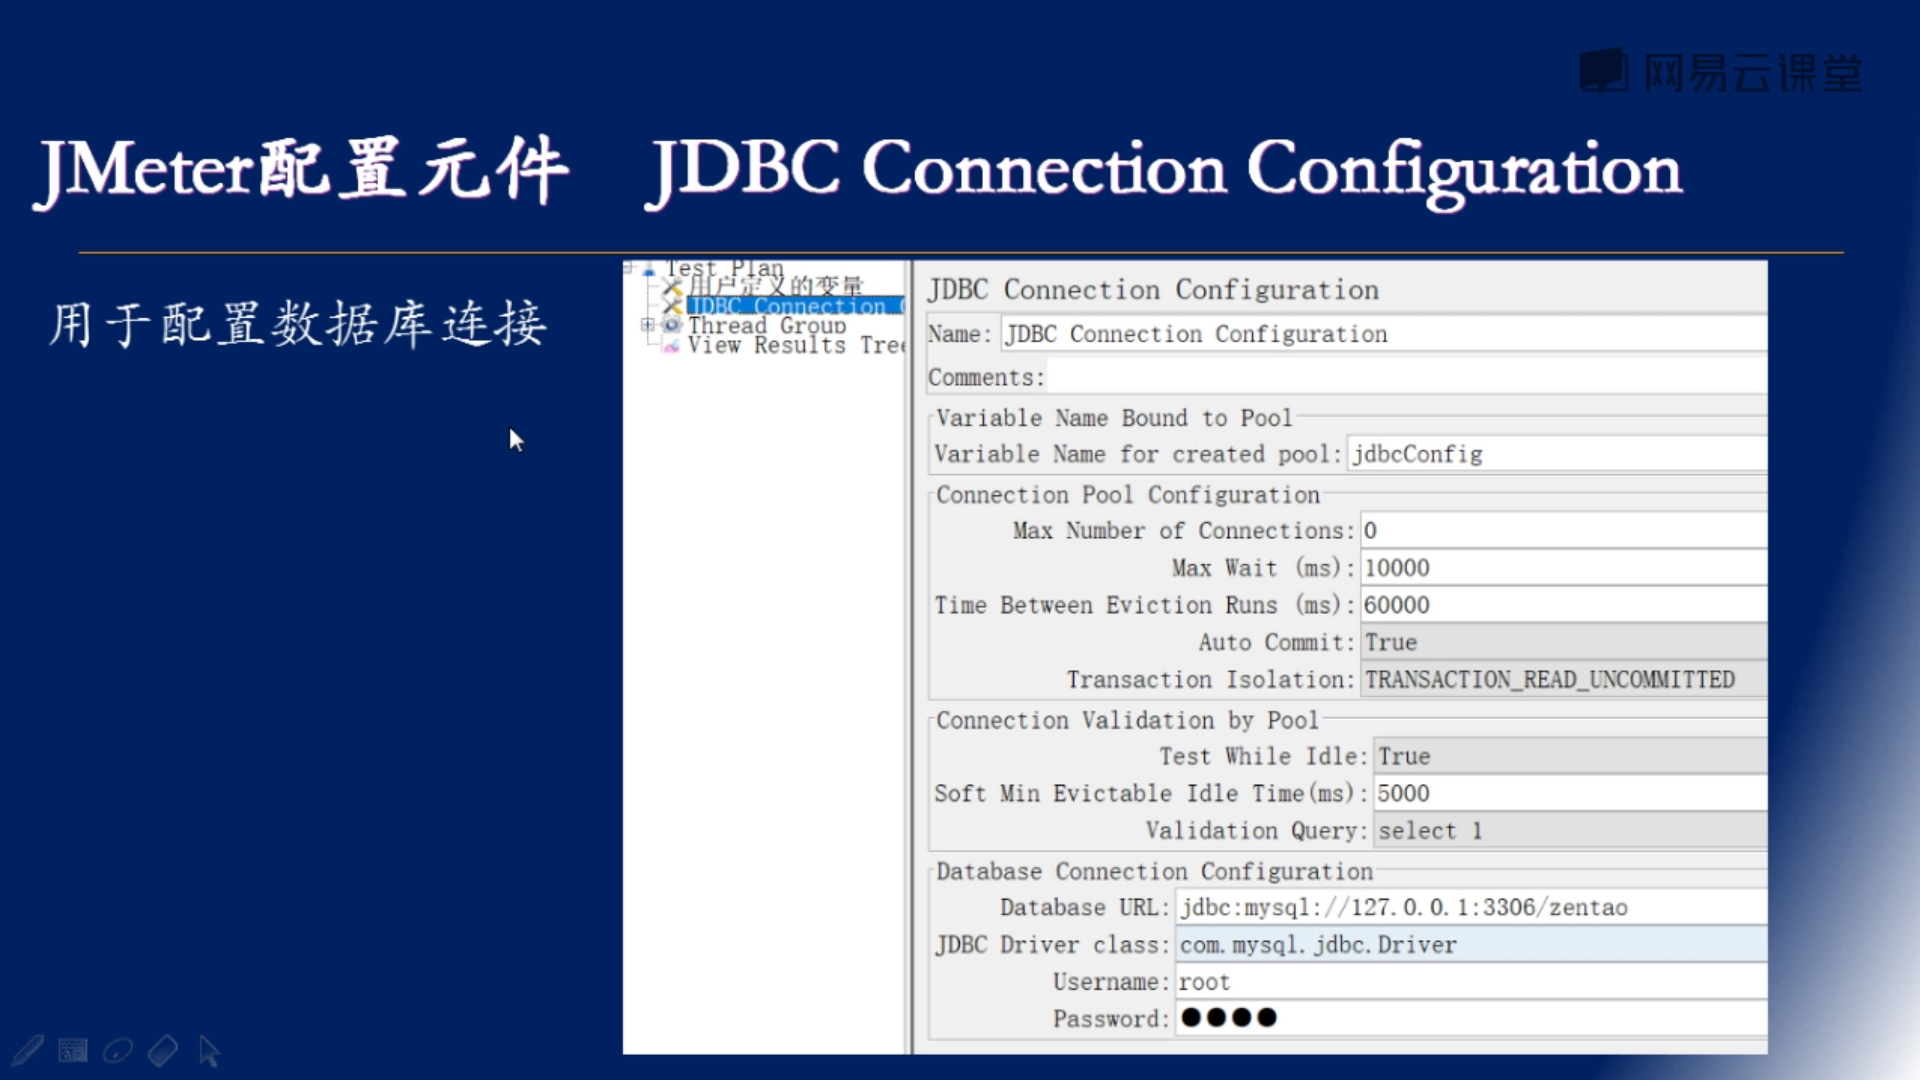 网易云课堂
JMeter配置元件 JDBC Connection Configuration
用于配置数据库连接
Test Plan
用户定义的变量
JDBC Connection
Thread Group
View Results Tree
JDBC Connection Configuration
Name: JDBC Connection Configuration
Comments:
Variable Name Bound to Pool
Variable Name for created pool: jdbcConfig
Connection Pool Configuration
Max Number of Connections: 0
Max Wait (ms): 10000
Time Between Eviction Runs (ms): 60000
Auto Commit: True
Transaction Isolation: TRANSACTION_READ_UNCOMMITTED
Connection Validation by Pool
Test While Idle: True
Soft Min Evictable Idle Time(ms): 5000
Validation Query: select 1
Database Connection Configuration
Database URL: jdbc:mysql://127.0.0.1:3306/zentao
JDBC Driver class: com.mysql.jdbc.Driver
Username: root
Password: ●●●●